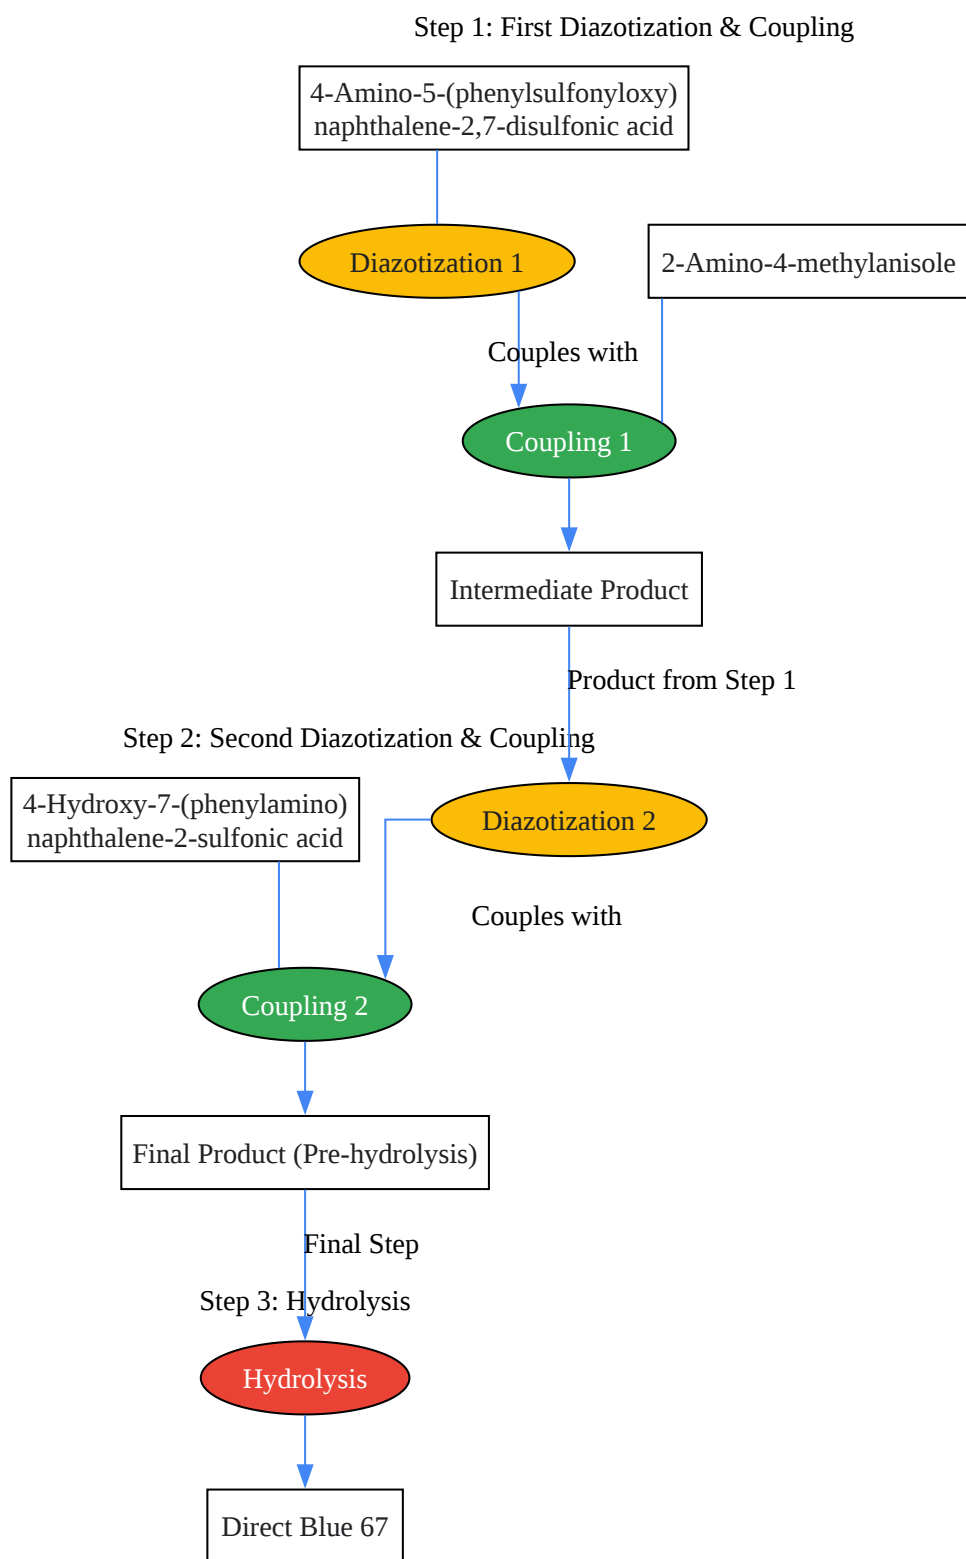 Step 1: First Diazotization & Coupling
4-Amino-5-(phenylsulfonyloxy)
naphthalene-2,7-disulfonic acid
Diazotization 1
2-Amino-4-methylanisole
Couples with
Coupling 1
Intermediate Product
Product from Step 1
Step 2: Second Diazotization & Coupling
4-Hydroxy-7-(phenylamino)
naphthalene-2-sulfonic acid
Diazotization 2
Couples with
Coupling 2
Final Product (Pre-hydrolysis)
Final Step
Step 3: Hydrolysis
Hydrolysis
Direct Blue 67